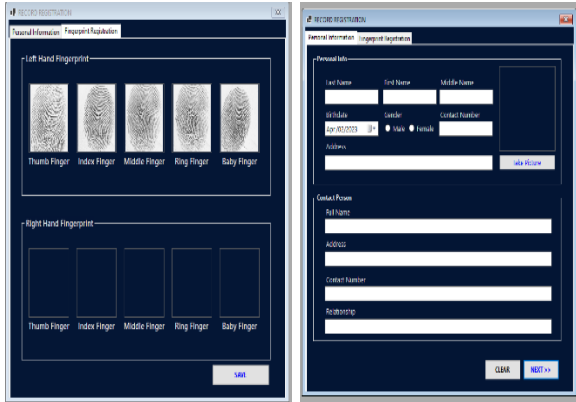 RECORD REGISTRATION
Personal Information Fingerprint Registration
Left Hand Fingerprint
Thumb Finger Index Finger Middle Finger Ring Finger Baby Finger
Right Hand Fingerprint
Thumb Finger Index Finger Middle Finger Ring Finger Baby Finger
SAVE
RECORD REGISTRATION
Personal Information Fingerprint Registration
Personal Info
Last Name First Name Middle Name
Birthdate Gender Contact Number
Apr/03/2023 Male Female
Address
Take Picture
Contact Person
Full Name
Address
Contact Number
Relationship
CLEAR NEXT >>